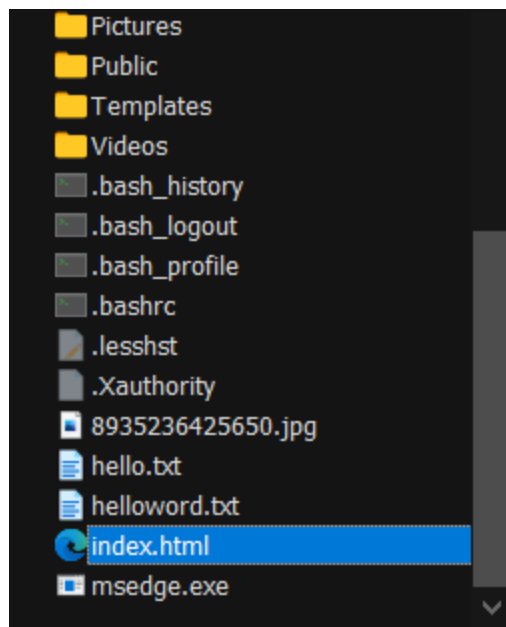 Pictures
Public
Templates
Videos
.bash_history
.bash_logout
.bash_profile
.bashrc
.lesshst
.Xauthority
8935236425650.jpg
hello.txt
helloword.txt
index.html
msedge.exe